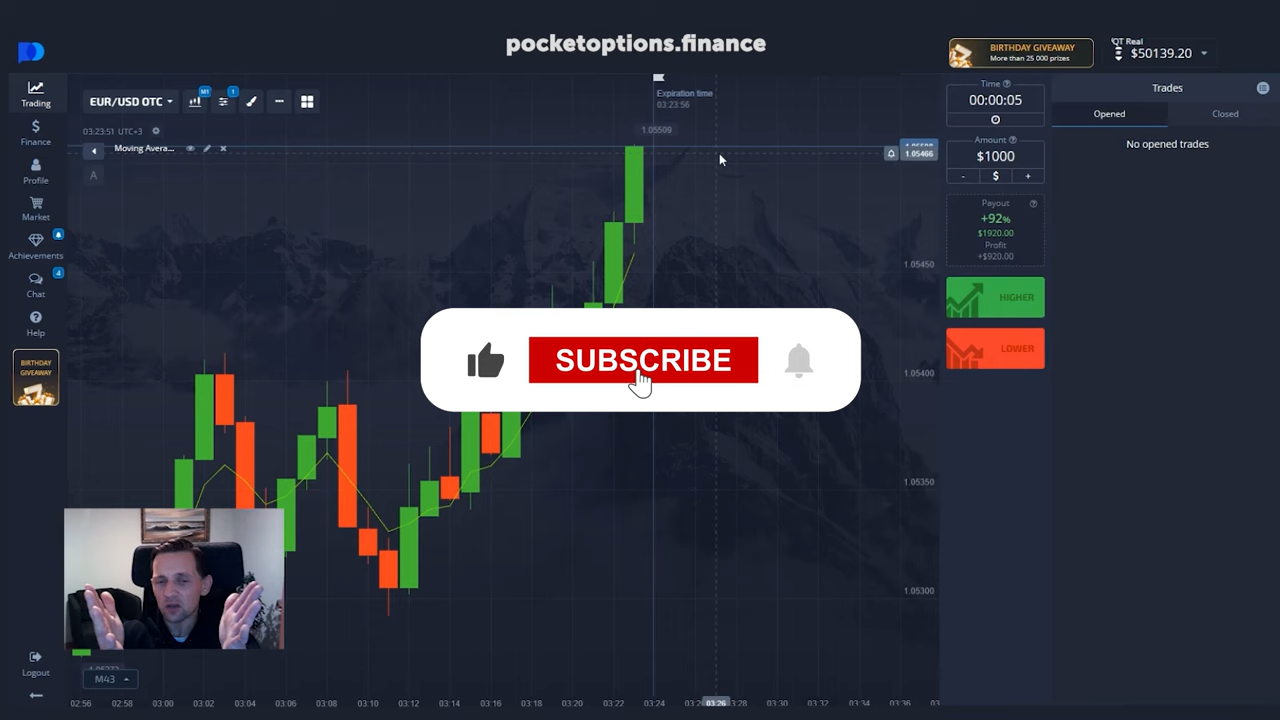 pocketoptions.finance
BIRTHDAY GIVEAWAY
More than 25 000 prizes
QT Real
$50139.20
Trading
Finance
Profile
Market
Achievements
Chat
4
Help
BIRTHDAY
GIVEAWAY
Logout
EUR/USD OTC
M1
1
03:23:51 UTC+3
Moving Avera...
A
Expiration time
03:23:56
1.05509
1.05466
1.05450
1.05400
1.05350
1.05300
SUBSCRIBE
M43
02:56
02:58
03:00
03:02
03:04
03:06
03:08
03:10
03:12
03:14
03:16
03:18
03:20
03:22
03:24
03:26
03:28
03:30
03:32
03:34
03:36
Time
00:00:05
Amount
$1000
- $ +
Payout
+92%
$1920.00
Profit
+$920.00
HIGHER
LOWER
Trades
Opened
Closed
No opened trades